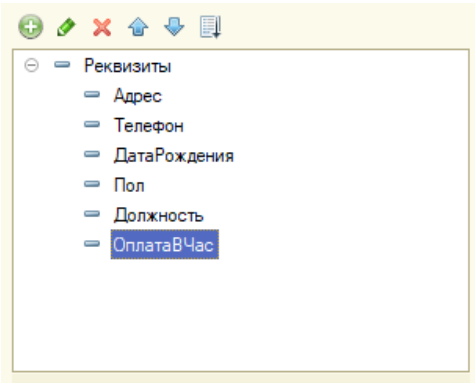 Реквизиты
Адрес
Телефон
ДатаРождения
Пол
Должность
ОплатаВЧас